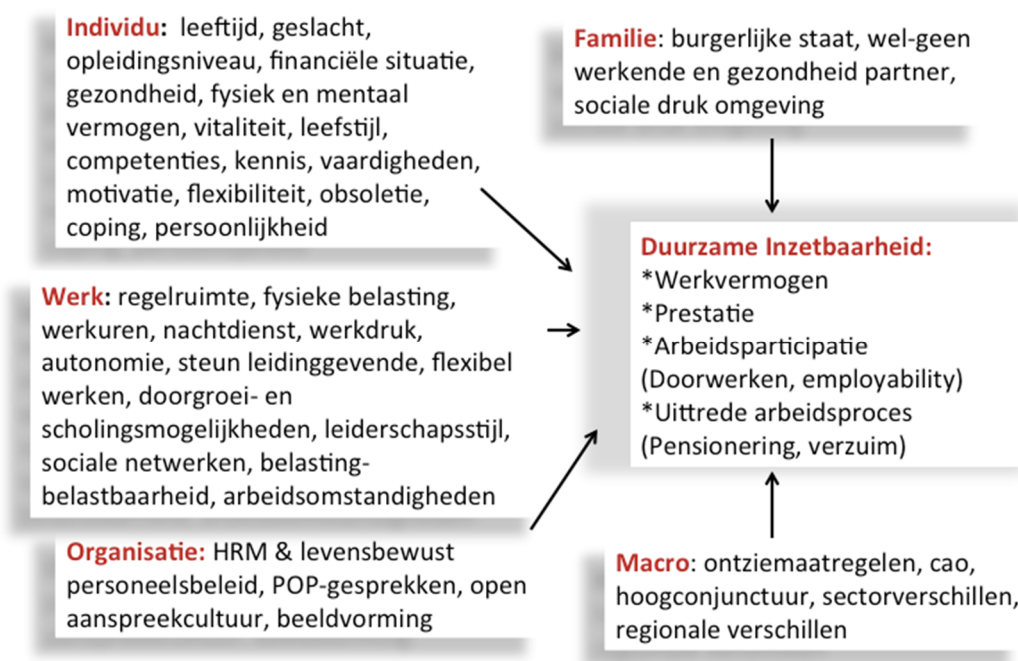 Individu: leeftijd, geslacht,
opleidingsniveau, financiële situatie,
gezondheid, fysiek en mentaal
vermogen, vitaliteit, leefstijl,
competenties, kennis, vaardigheden,
motivatie, flexibiliteit, obsoletie,
coping, persoonlijkheid
Familie: burgerlijke staat, wel-geen
werkende en gezondheid partner,
sociale druk omgeving
Werk: regelruimte, fysieke belasting,
werkuren, nachtdienst, werkdruk,
autonomie, steun leidinggevende, flexibel
werken, doorgroei- en
scholingsmogelijkheden, leiderschapsstijl,
sociale netwerken, belasting-
belastbaarheid, arbeidsomstandigheden
Duurzame Inzetbaarheid:
*Werkvermogen
*Prestatie
*Arbeidsparticipatie
(Doorwerken, employability)
*Uittrede arbeidsproces
(Pensionering, verzuim)
Organisatie: HRM & levensbewust
personeelsbeleid, POP-gesprekken, open
aanspreekcultuur, beeldvorming
Macro: ontziemaatregelen, cao,
hoogconjunctuur, sectorverschillen,
regionale verschillen